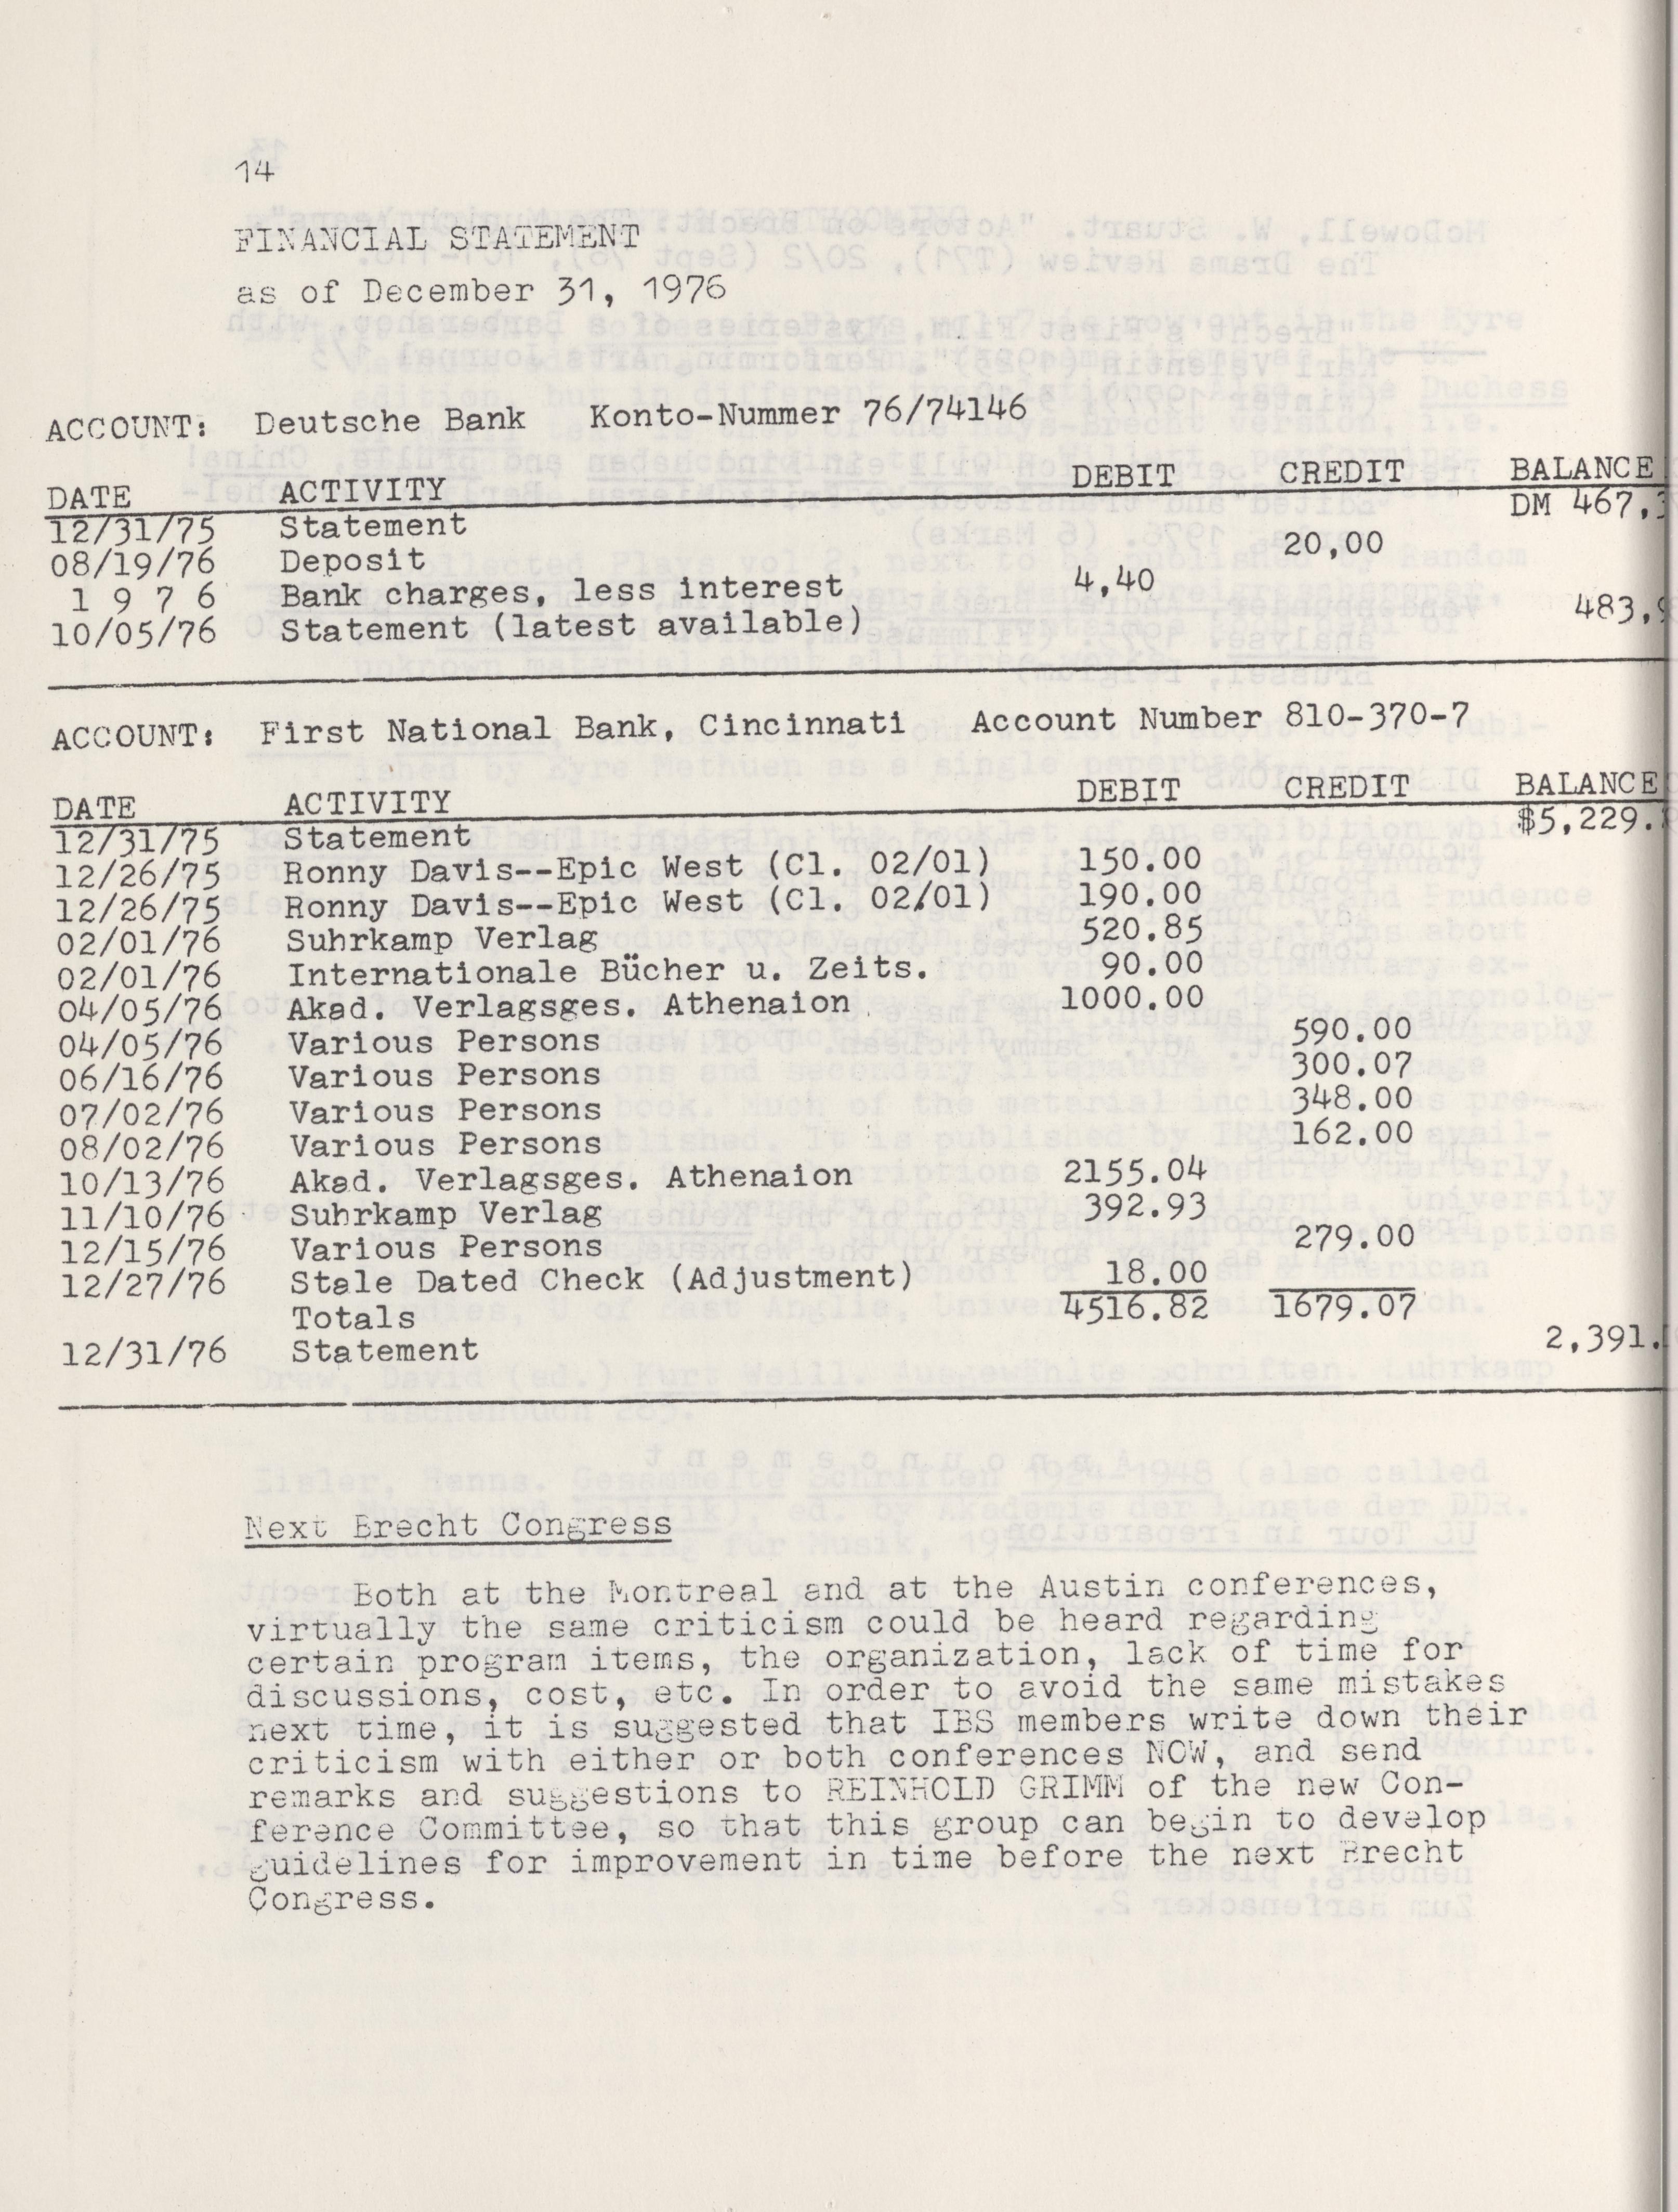 14
FINANCIAL STATEMENT
as of December 31, 1976
ACCOUNT: Deutsche Bank Konto-Nummer 76/74146
DATE ACTIVITY DEBIT CREDIT BALANCE
12/31/75 Statement DM 467,
08/19/76 Deposit 20,00
1 9 7 6 Bank charges, less interest 4,40
10/05/76 Statement (latest available) 483,
ACCOUNT: First National Bank, Cincinnati Account Number 810-370-7
DATE ACTIVITY DEBIT CREDIT BALANCE
12/31/75 Statement $5,229.
12/26/75 Ronny Davis--Epic West (Cl. 02/01) 150.00
12/26/75 Ronny Davis--Epic West (Cl. 02/01) 190.00
02/01/76 Suhrkamp Verlag 520.85
02/01/76 Internationale Bücher u. Zeits. 90.00
04/05/76 Akad. Verlagsges. Athenaion 1000.00
04/05/76 Various Persons 590.00
06/16/76 Various Persons 300.07
07/02/76 Various Persons 348.00
08/02/76 Various Persons 162.00
10/13/76 Akad. Verlagsges. Athenaion 2155.04
11/10/76 Suhrkamp Verlag 392.93
12/15/76 Various Persons 279.00
12/27/76 Stale Dated Check (Adjustment) 18.00
Totals 4516.82 1679.07
12/31/76 Statement 2,391.
Next Brecht Congress
Both at the Montreal and at the Austin conferences,
virtually the same criticism could be heard regarding
certain program items, the organization, lack of time for
discussions, cost, etc. In order to avoid the same mistakes
next time, it is suggested that IBS members write down their
criticism with either or both conferences NOW, and send
remarks and suggestions to REINHOLD GRIMM of the new Con-
ference Committee, so that this group can begin to develop
guidelines for improvement in time before the next Brecht
Congress.